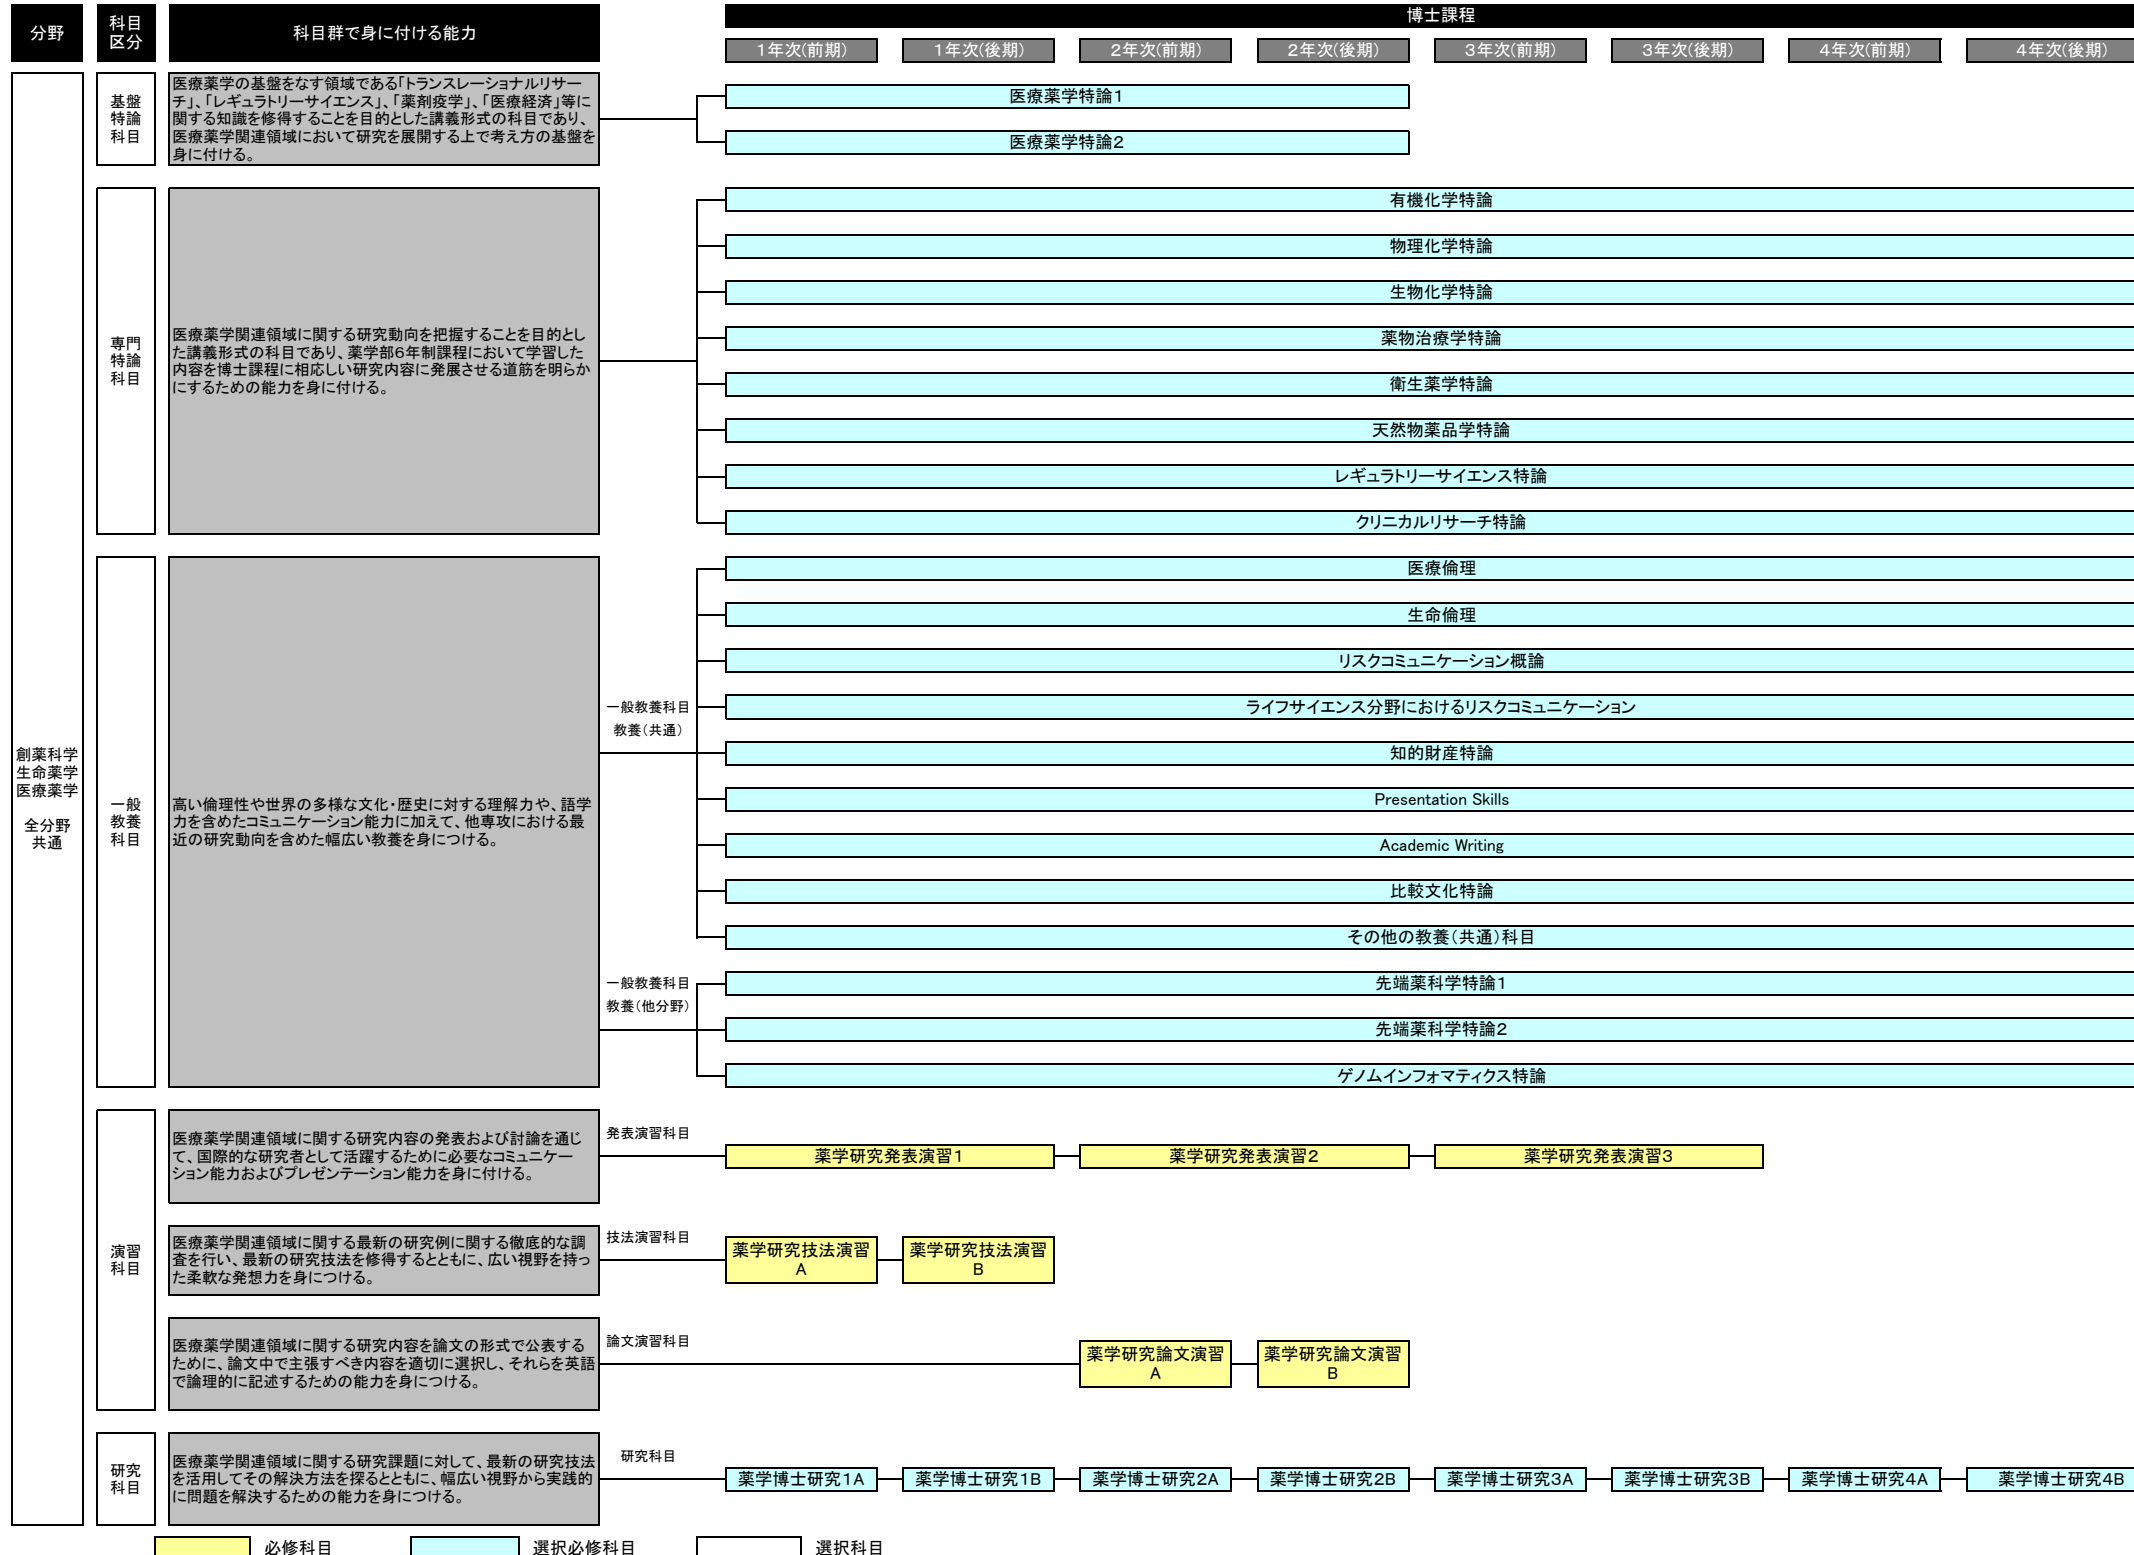 分野
科目
区分
科目群で身に付ける能力
博士課程
1年次(前期)
1年次(後期)
2年次(前期)
2年次(後期)
3年次(前期)
3年次(後期)
4年次(前期)
4年次(後期)
創薬科学
生命薬学
医療薬学
全分野
共通
基盤
特論
科目
医療薬学の基盤をなす領域である「トランスレーショナルリサー
チ」、「レギュラトリーサイエンス」、「薬剤疫学」、「医療経済」等に
関する知識を修得することを目的とした講義形式の科目であり、
医療薬学関連領域において研究を展開する上で考え方の基盤を
身に付ける。
医療薬学特論1
医療薬学特論2
専門
特論
科目
医療薬学関連領域に関する研究動向を把握することを目的とし
た講義形式の科目であり、薬学部6年制課程において学習した
内容を博士課程に相応しい研究内容に発展させる道筋を明らか
にするための能力を身に付ける。
有機化学特論
物理化学特論
生物化学特論
薬物治療学特論
衛生薬学特論
天然物薬品学特論
レギュラトリーサイエンス特論
クリニカルリサーチ特論
一般
教養
科目
高い倫理性や世界の多様な文化・歴史に対する理解力や、語学
力を含めたコミュニケーション能力に加えて、他専攻における最
近の研究動向を含めた幅広い教養を身につける。
一般教養科目
教養(共通)
医療倫理
生命倫理
リスクコミュニケーション概論
ライフサイエンス分野におけるリスクコミュニケーション
知的財産特論
Presentation Skills
Academic Writing
比較文化特論
その他の教養(共通)科目
一般教養科目
教養(他分野)
先端薬科学特論1
先端薬科学特論2
ゲノムインフォマティクス特論
演習
科目
医療薬学関連領域に関する研究内容の発表および討論を通じ
て、国際的な研究者として活躍するために必要なコミュニケー
ション能力およびプレゼンテーション能力を身に付ける。
発表演習科目
薬学研究発表演習1
薬学研究発表演習2
薬学研究発表演習3
医療薬学関連領域に関する最新の研究例に関する徹底的な調
査を行い、最新の研究技法を修得するとともに、広い視野を持っ
た柔軟な発想力を身につける。
技法演習科目
薬学研究技法演習
A
薬学研究技法演習
B
医療薬学関連領域に関する研究内容を論文の形式で公表する
ために、論文中で主張すべき内容を適切に選択し、それらを英語
で論理的に記述するための能力を身につける。
論文演習科目
薬学研究論文演習
A
薬学研究論文演習
B
研究
科目
医療薬学関連領域に関する研究課題に対して、最新の研究技法
を活用してその解決方法を探るとともに、幅広い視野から実践的
に問題を解決するための能力を身につける。
研究科目
薬学博士研究1A
薬学博士研究1B
薬学博士研究2A
薬学博士研究2B
薬学博士研究3A
薬学博士研究3B
薬学博士研究4A
薬学博士研究4B
必修科目
選択必修科目
選択科目